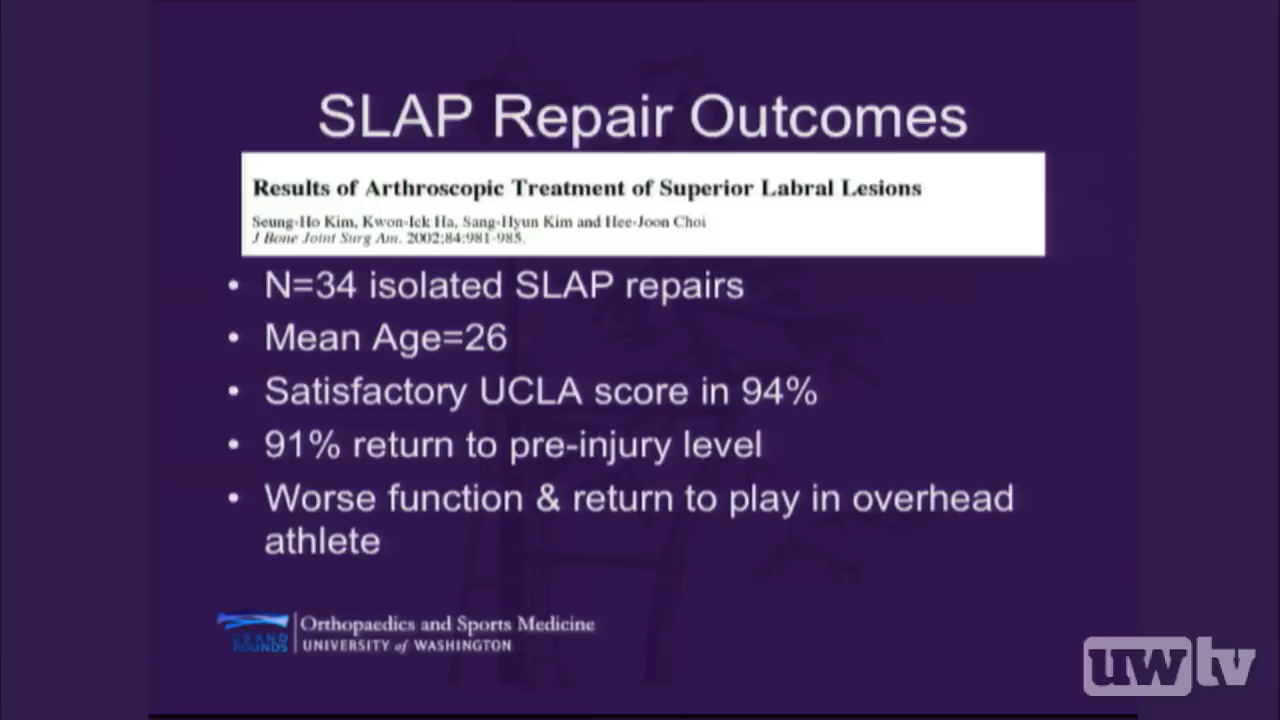 SLAP Repair Outcomes
Results of Arthroscopic Treatment of Superior Labral Lesions
Seung-Ho Kim, Kwon-Ick Ha, Sang-Hyun Kim and Hee-Joon Choi
J Bone Joint Surg Am. 2002;84:981-985.
• N=34 isolated SLAP repairs
• Mean Age=26
• Satisfactory UCLA score in 94%
• 91% return to pre-injury level
• Worse function & return to play in overhead
athlete
GRAND
ROUNDS
Orthopaedics and Sports Medicine
UNIVERSITY of WASHINGTON
uwtv